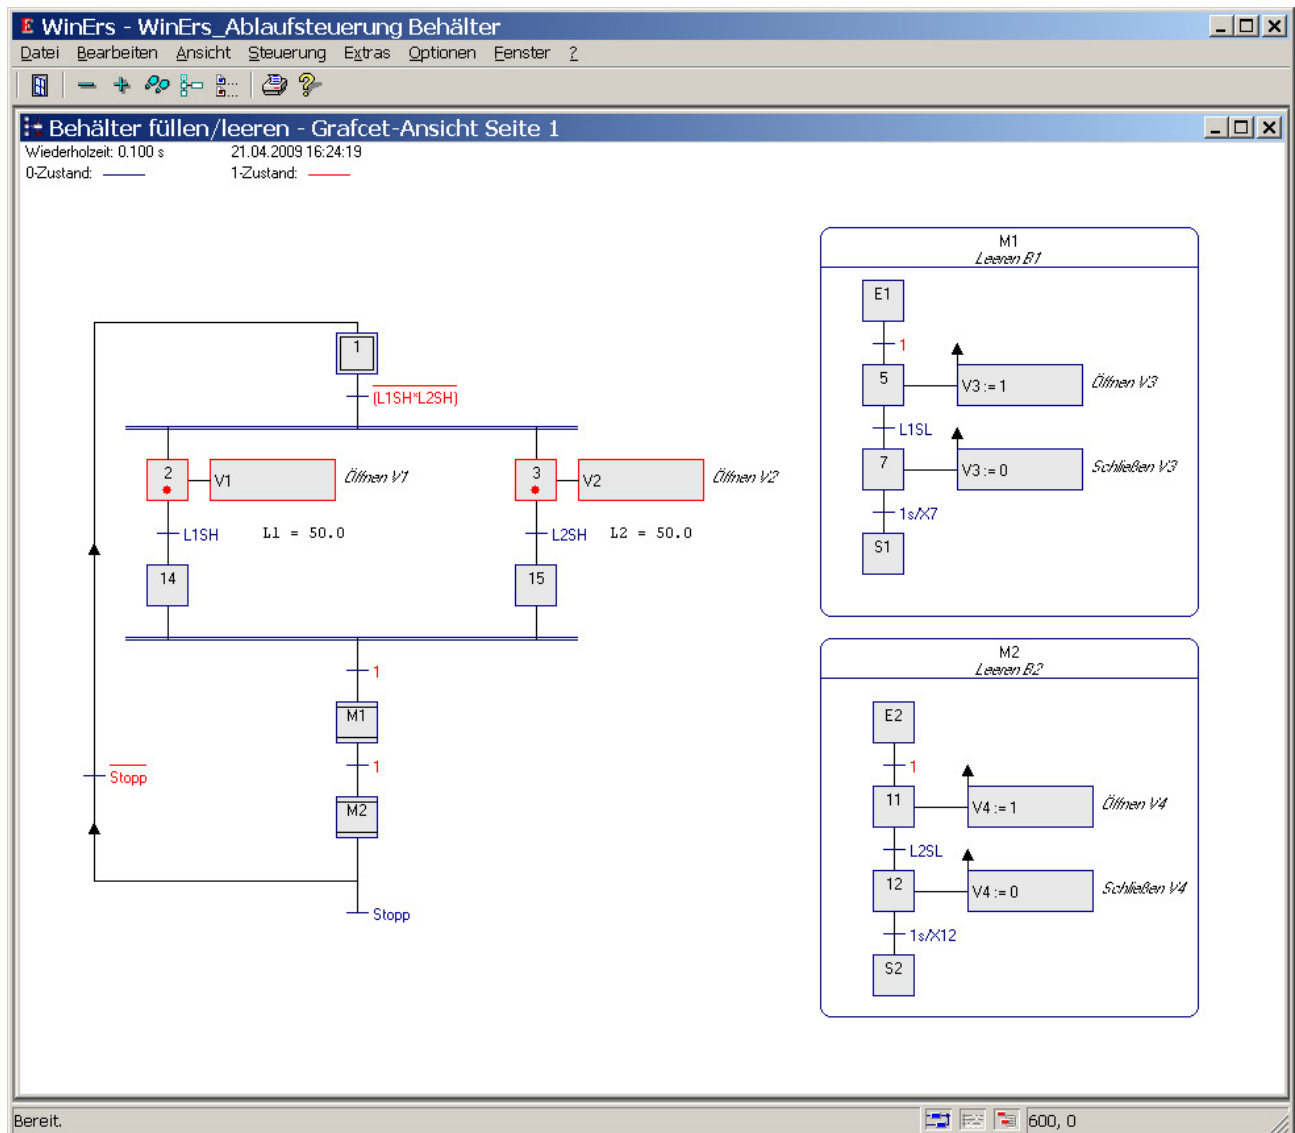 WinErs - WinErs_Ablaufsteuerung Behälter
Datei Bearbeiten Ansicht Steuerung Extras Optionen Fenster ?
Behälter füllen/leeren - Grafcet-Ansicht Seite 1
Wiederholzeit: 0.100 s 21.04.2009 16:24:19
0-Zustand: 1-Zustand:
1
(L1SH*L2SH)
2
V1
Öffnen V1
3
V2
Öffnen V2
L1SH L1 = 50.0
L2SH L2 = 50.0
14
15
1
M1
1
M2
Stopp
Stopp
M1
Leeren B1
E1
1
5
V3 := 1
Öffnen V3
L1SL
7
V3 := 0
Schließen V3
1s/X7
S1
M2
Leeren B2
E2
1
11
V4 := 1
Öffnen V4
L2SL
12
V4 := 0
Schließen V4
1s/X12
S2
Bereit.
600, 0